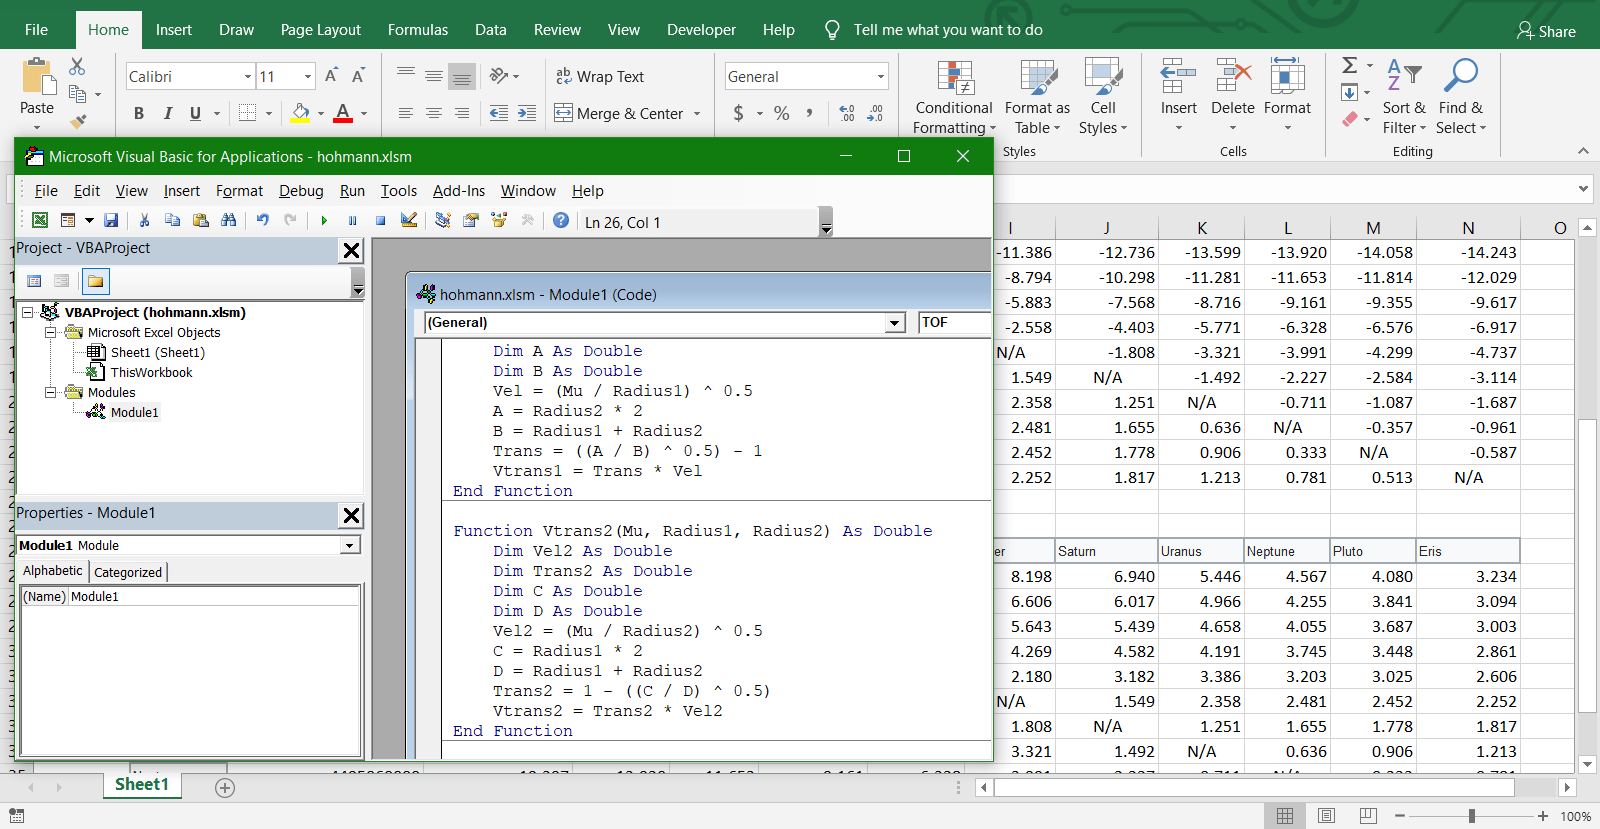 File Home Insert Draw Page Layout Formulas Data Review View Developer Help Tell me what you want to do Share
Paste
Calibri 11 A A
B I U A
ab Wrap Text
Merge & Center
General
$ % , .0 .00 .00 .0
Conditional Formatting Format as Table Cell Styles
Styles
Insert Delete Format
Cells
Sort & Filter Find & Select
Editing
Microsoft Visual Basic for Applications - hohmann.xlsm
File Edit View Insert Format Debug Run Tools Add-Ins Window Help
Ln 26, Col 1
Project - VBAProject
VBAProject (hohmann.xlsm)
Microsoft Excel Objects
Sheet1 (Sheet1)
ThisWorkbook
Modules
Module1
Properties - Module1
Module1 Module
Alphabetic Categorized
(Name) Module1
hohmann.xlsm - Module1 (Code)
(General) TOF
Dim A As Double
Dim B As Double
Vel = (Mu / Radius1) ^ 0.5
A = Radius2 * 2
B = Radius1 + Radius2
Trans = ((A / B) ^ 0.5) - 1
Vtrans1 = Trans * Vel
End Function
Function Vtrans2(Mu, Radius1, Radius2) As Double
Dim Vel2 As Double
Dim Trans2 As Double
Dim C As Double
Dim D As Double
Vel2 = (Mu / Radius2) ^ 0.5
C = Radius1 * 2
D = Radius1 + Radius2
Trans2 = 1 - ((C / D) ^ 0.5)
Vtrans2 = Trans2 * Vel2
End Function
I J K L M N O
-11.386 -12.736 -13.599 -13.920 -14.058 -14.243
-8.794 -10.298 -11.281 -11.653 -11.814 -12.029
-5.883 -7.568 -8.716 -9.161 -9.355 -9.617
-2.558 -4.403 -5.771 -6.328 -6.576 -6.917
N/A -1.808 -3.321 -3.991 -4.299 -4.737
1.549 N/A -1.492 -2.227 -2.584 -3.114
2.358 1.251 N/A -0.711 -1.087 -1.687
2.481 1.655 0.636 N/A -0.357 -0.961
2.452 1.778 0.906 0.333 N/A -0.587
2.252 1.817 1.213 0.781 0.513 N/A
er Saturn Uranus Neptune Pluto Eris
8.198 6.940 5.446 4.567 4.080 3.234
6.606 6.017 4.966 4.255 3.841 3.094
5.643 5.439 4.658 4.055 3.687 3.003
4.269 4.582 4.191 3.745 3.448 2.861
2.180 3.182 3.386 3.203 3.025 2.606
N/A 1.549 2.358 2.481 2.452 2.252
1.808 N/A 1.251 1.655 1.778 1.817
3.321 1.492 N/A 0.636 0.906 1.213
Sheet1
100%